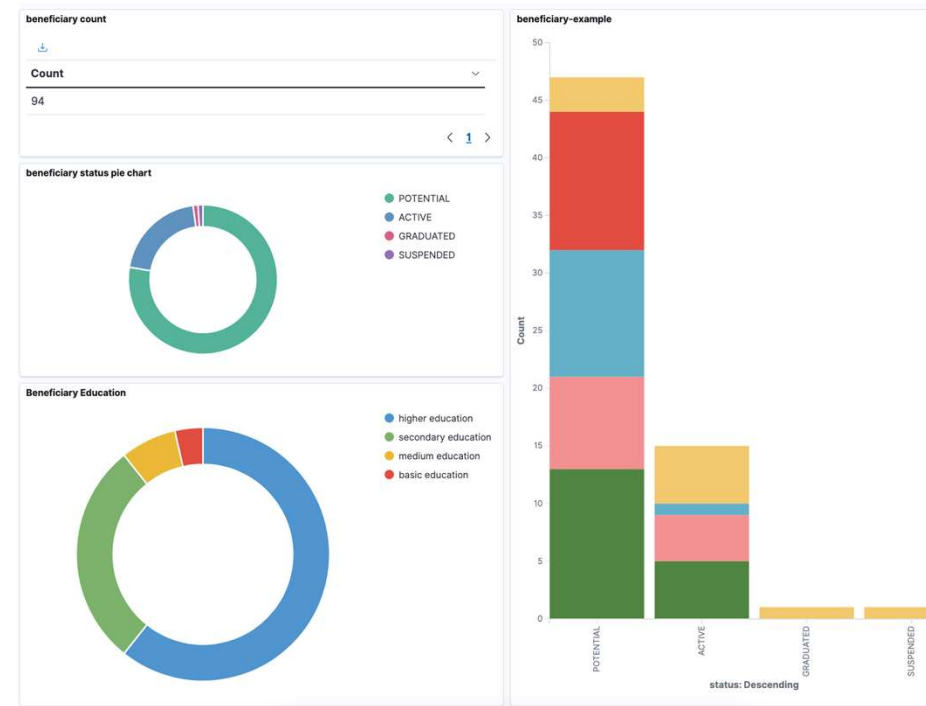 beneficiary count
Count
94
1
beneficiary status pie chart
POTENTIAL
ACTIVE
GRADUATED
SUSPENDED
Beneficiary Education
higher education
secondary education
medium education
basic education
beneficiary-example
50
45
40
35
30
25
20
15
10
5
0
Count
POTENTIAL
ACTIVE
GRADUATED
SUSPENDED
status: Descending